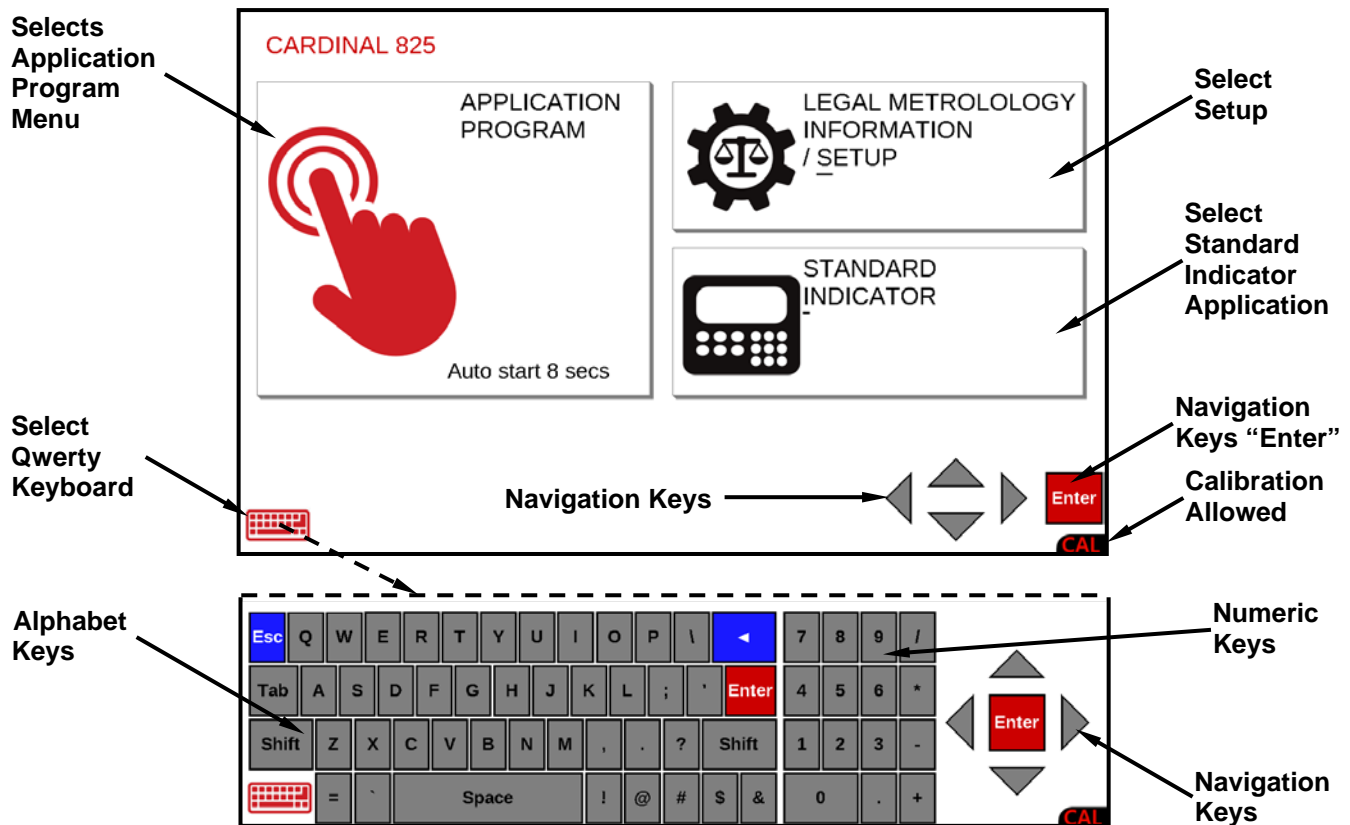 Selects
Application
Program
Menu
CARDINAL 825
APPLICATION
PROGRAM
Auto start 8 secs
LEGAL METROLOLOGY
INFORMATION
/ SETUP
STANDARD
INDICATOR
Select
Setup
Select
Standard
Indicator
Application
Navigation
Keys “Enter”
Calibration
Allowed
Select
Qwerty
Keyboard
Navigation Keys
Enter
CAL
Alphabet
Keys
Esc Q W E R T Y U I O P \ 7 8 9 /
Tab A S D F G H J K L ; ' Enter 4 5 6 *
Shift Z X C V B N M , . ? Shift 1 2 3 -
= ` Space ! @ # $ & 0 . +
Enter
CAL
Numeric
Keys
Navigation
Keys